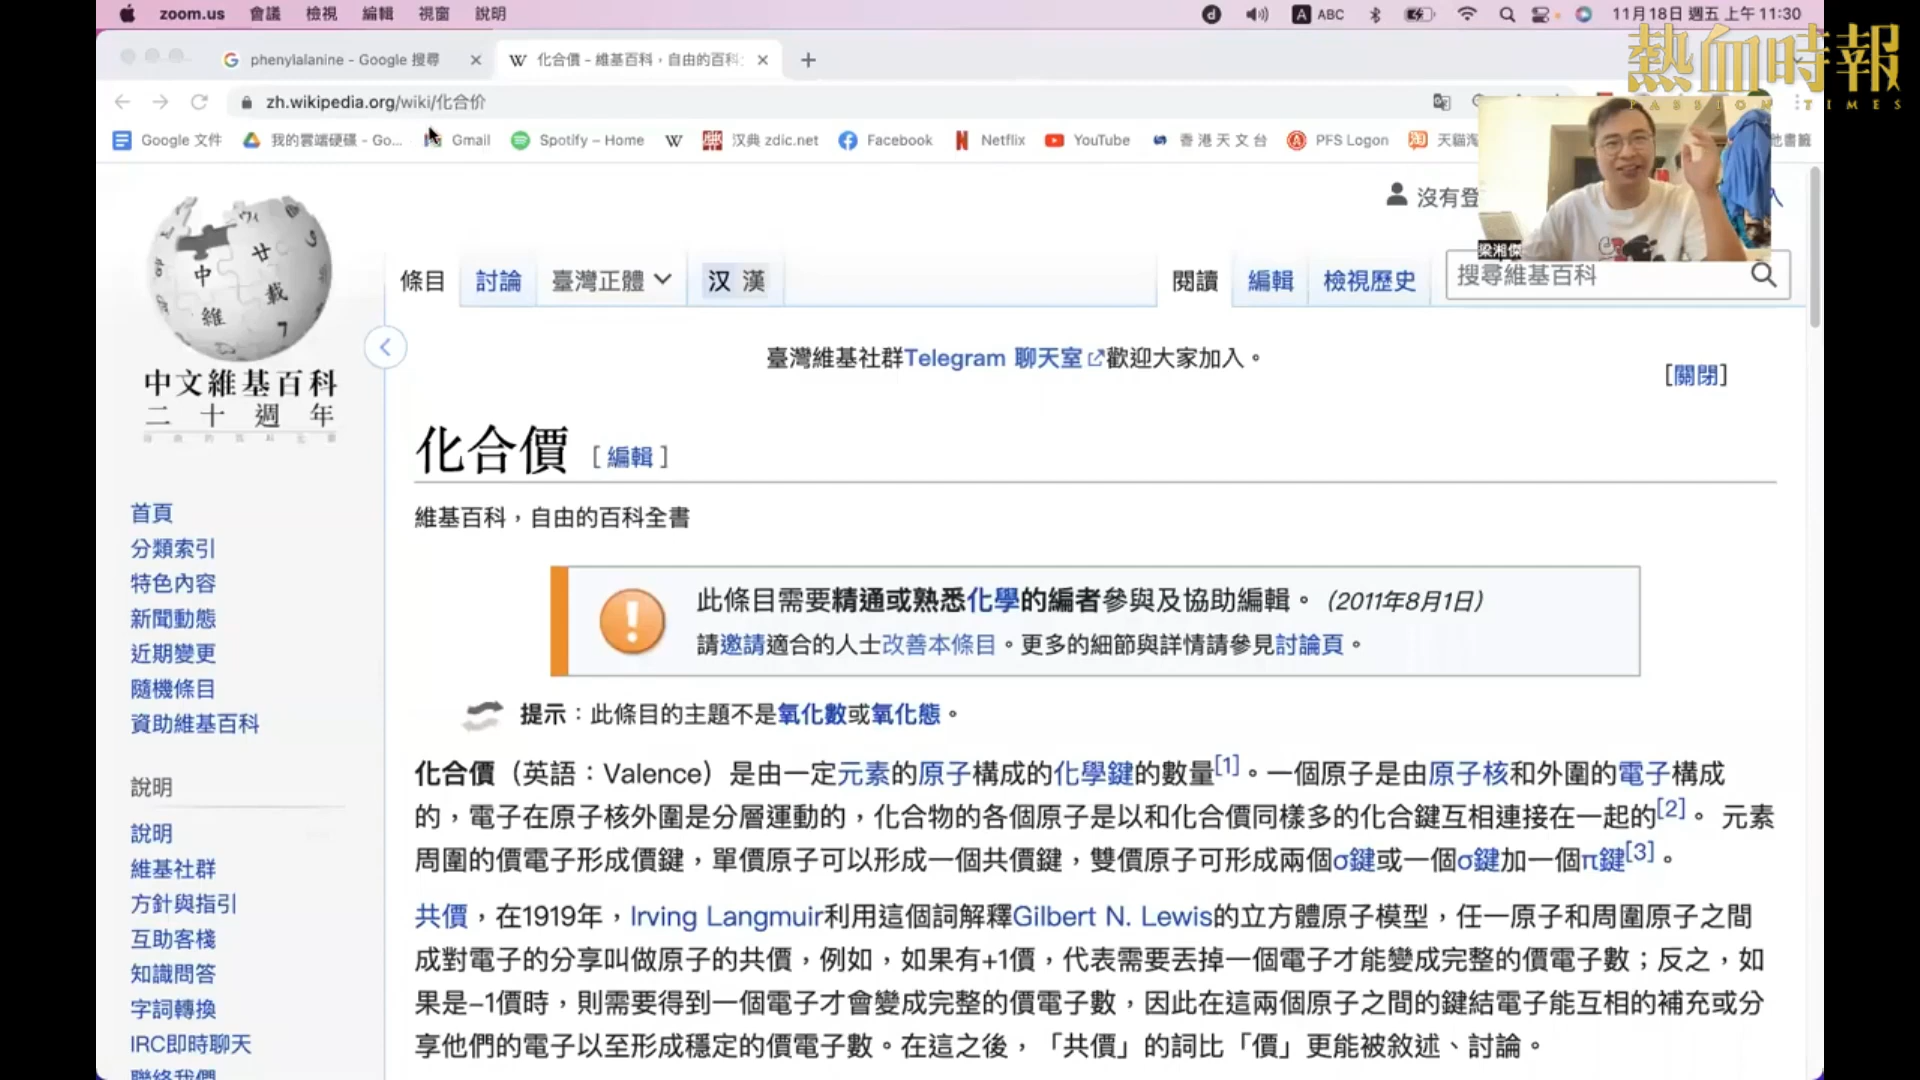 zoom.us 會議 檢視 編輯 視窗 說明
ABC 11月18日 週五 上午 11:30
熱血時報
PASSION TIMES
phenylalanine - Google 搜尋
W 化合價 - 維基百科，自由的百科
zh.wikipedia.org/wiki/化合价
Google 文件
我的雲端硬碟 - Go...
Gmail
Spotify – Home
W
汉典 zdic.net
Facebook
Netflix
YouTube
香港天文台
PFS Logon
天貓淘
他書籤
沒有登
梁湘傑
中文維基百科
二十週年
條目 討論 臺灣正體 汉 漢
閱讀 編輯 檢視歷史 搜尋維基百科
臺灣維基社群Telegram 聊天室歡迎大家加入。
[關閉]
化合價 [編輯]
維基百科，自由的百科全書
此條目需要精通或熟悉化學的編者參與及協助編輯。(2011年8月1日)
請邀請適合的人士改善本條目。更多的細節與詳情請參見討論頁。
提示：此條目的主題不是氧化數或氧化態。
化合價（英語：Valence）是由一定元素的原子構成的化學鍵的數量[1]。一個原子是由原子核和外圍的電子構成
的，電子在原子核外圍是分層運動的，化合物的各個原子是以和化合價同樣多的化合鍵互相連接在一起的[2]。 元素
周圍的價電子形成價鍵，單價原子可以形成一個共價鍵，雙價原子可形成兩個σ鍵或一個σ鍵加一個π鍵[3]。
共價，在1919年，Irving Langmuir利用這個詞解釋Gilbert N. Lewis的立方體原子模型，任一原子和周圍原子之間
成對電子的分享叫做原子的共價，例如，如果有+1價，代表需要丟掉一個電子才能變成完整的價電子數；反之，如
果是–1價時，則需要得到一個電子才會變成完整的價電子數，因此在這兩個原子之間的鍵結電子能互相的補充或分
享他們的電子以至形成穩定的價電子數。在這之後，「共價」的詞比「價」更能被敘述、討論。
首頁
分類索引
特色內容
新聞動態
近期變更
隨機條目
資助維基百科
說明
說明
維基社群
方針與指引
互助客棧
知識問答
字詞轉換
IRC即時聊天
聯絡我們